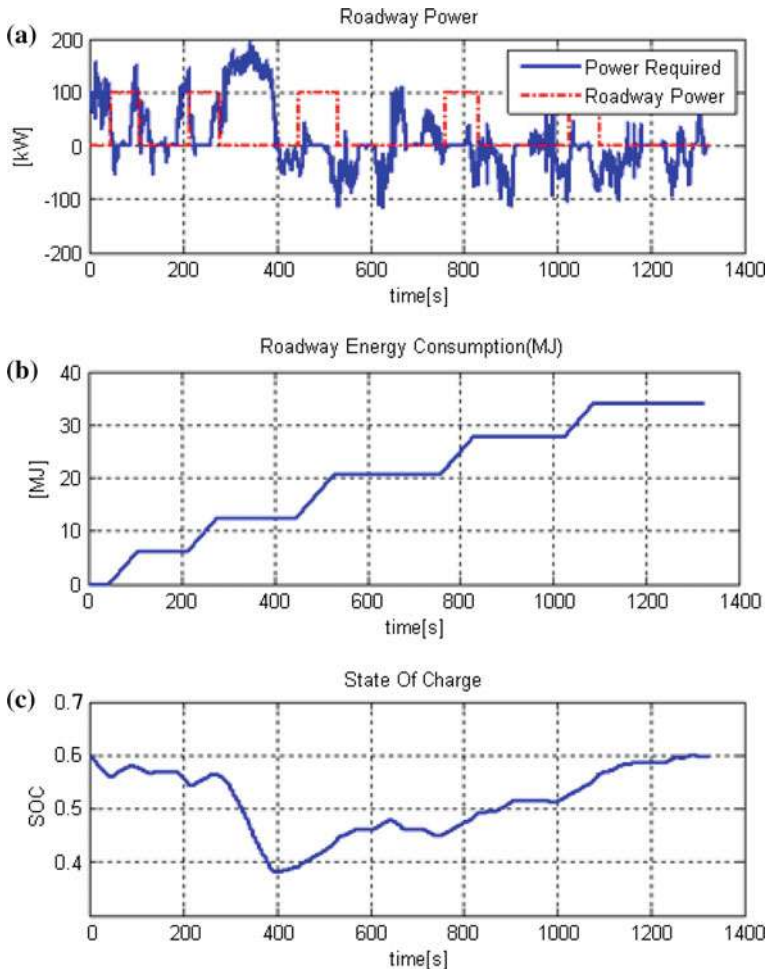 (a)
Roadway Power
Power Required
Roadway Power
[kW]
200
100
0
-100
-200
0 200 400 600 800 1000 1200 1400
time[s]
(b)
Roadway Energy Consumption(MJ)
[MJ]
40
30
20
10
0
0 200 400 600 800 1000 1200 1400
time[s]
(c)
State Of Charge
SOC
0.7
0.6
0.5
0.4
0 200 400 600 800 1000 1200 1400
time[s]